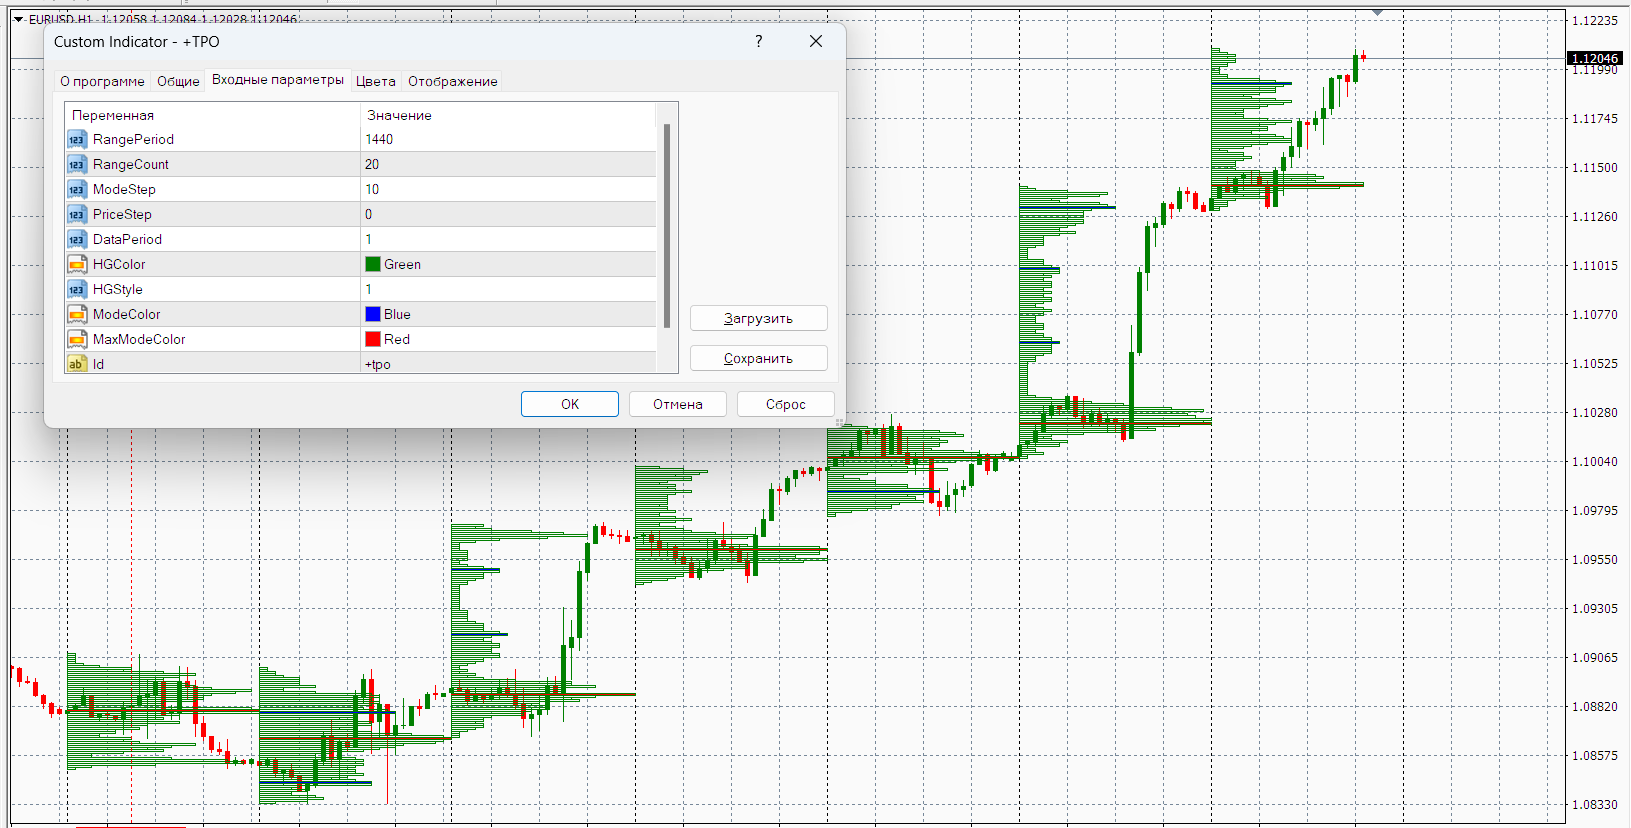 EURUSD,H1 1.12058 1.12084 1.12028 1.12046
Custom Indicator - +TPO
?
О программе Общие Входные параметры Цвета Отображение
Переменная Значение
RangePeriod 1440
RangeCount 20
ModeStep 10
PriceStep 0
DataPeriod 1
HGColor Green
HGStyle 1
ModeColor Blue
MaxModeColor Red
Id +tpo
Загрузить
Сохранить
OK Отмена Сброс
1.12235
1.12046
1.11990
1.11745
1.11500
1.11260
1.11015
1.10770
1.10525
1.10280
1.10040
1.09795
1.09550
1.09305
1.09065
1.08820
1.08575
1.08330